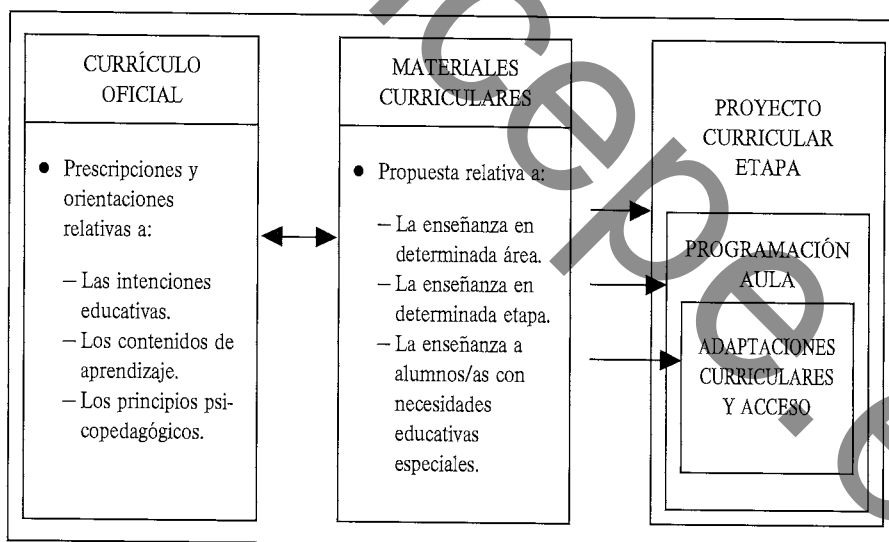 CURRÍCULO
OFICIAL
● Prescripciones y
orientaciones
relativas a:
— Las intenciones
educativas.
— Los contenidos de
aprendizaje.
— Los principios psi-
copedagógicos.
MATERIALES
CURRICULARES
● Propuesta relativa a:
— La enseñanza en
determinada área.
— La enseñanza en
determinada etapa.
— La enseñanza a
alumnos/as con
necesidades
educativas
especiales.
PROYECTO
CURRICULAR
ETAPA
PROGRAMACIÓN
AULA
ADAPTACIONES
CURRICULARES
Y ACCESO